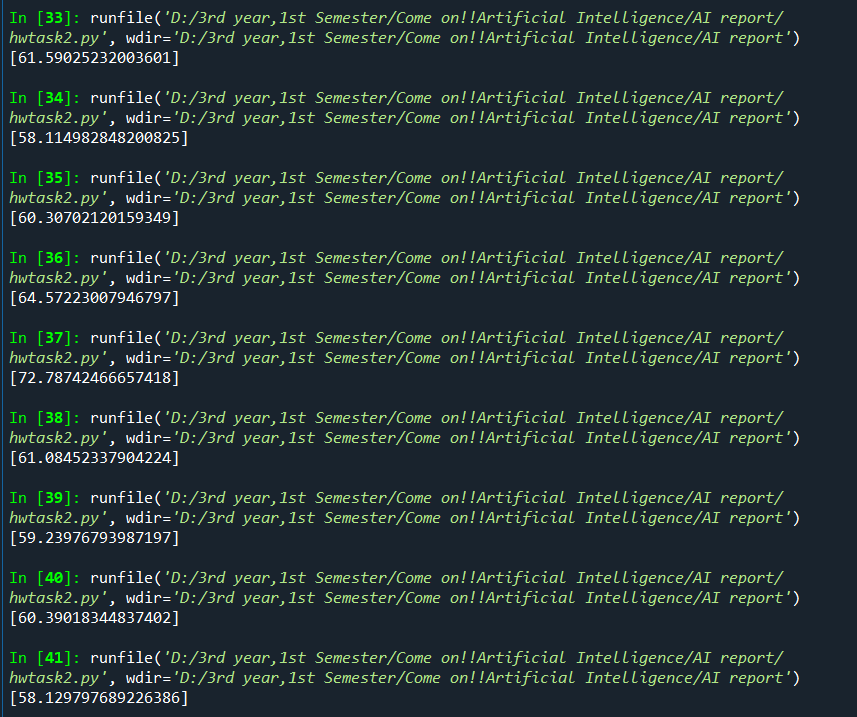 In [33]: runfile('D:/3rd year,1st Semester/Come on!!Artificial Intelligence/AI report/
hwtask2.py', wdir='D:/3rd year,1st Semester/Come on!!Artificial Intelligence/AI report')
[61.59025232003601]
In [34]: runfile('D:/3rd year,1st Semester/Come on!!Artificial Intelligence/AI report/
hwtask2.py', wdir='D:/3rd year,1st Semester/Come on!!Artificial Intelligence/AI report')
[58.114982848200825]
In [35]: runfile('D:/3rd year,1st Semester/Come on!!Artificial Intelligence/AI report/
hwtask2.py', wdir='D:/3rd year,1st Semester/Come on!!Artificial Intelligence/AI report')
[60.30702120159349]
In [36]: runfile('D:/3rd year,1st Semester/Come on!!Artificial Intelligence/AI report/
hwtask2.py', wdir='D:/3rd year,1st Semester/Come on!!Artificial Intelligence/AI report')
[64.57223007946797]
In [37]: runfile('D:/3rd year,1st Semester/Come on!!Artificial Intelligence/AI report/
hwtask2.py', wdir='D:/3rd year,1st Semester/Come on!!Artificial Intelligence/AI report')
[72.78742466657418]
In [38]: runfile('D:/3rd year,1st Semester/Come on!!Artificial Intelligence/AI report/
hwtask2.py', wdir='D:/3rd year,1st Semester/Come on!!Artificial Intelligence/AI report')
[61.08452337904224]
In [39]: runfile('D:/3rd year,1st Semester/Come on!!Artificial Intelligence/AI report/
hwtask2.py', wdir='D:/3rd year,1st Semester/Come on!!Artificial Intelligence/AI report')
[59.23976793987197]
In [40]: runfile('D:/3rd year,1st Semester/Come on!!Artificial Intelligence/AI report/
hwtask2.py', wdir='D:/3rd year,1st Semester/Come on!!Artificial Intelligence/AI report')
[60.39018344837402]
In [41]: runfile('D:/3rd year,1st Semester/Come on!!Artificial Intelligence/AI report/
hwtask2.py', wdir='D:/3rd year,1st Semester/Come on!!Artificial Intelligence/AI report')
[58.129797689226386]